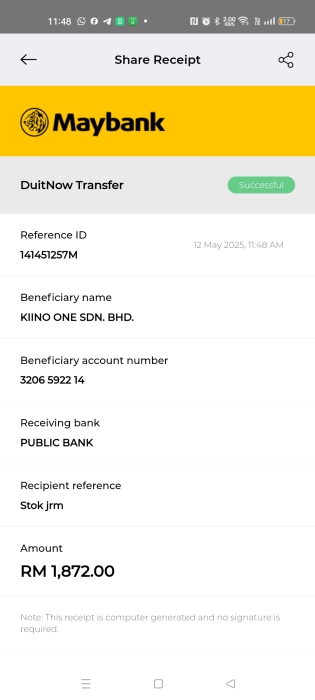 11:48
Share Receipt
Maybank
DuitNow Transfer
Successful
Reference ID
12 May 2025, 11:48 AM
141451257M
Beneficiary name
KIINO ONE SDN. BHD.
Beneficiary account number
3206 5922 14
Receiving bank
PUBLIC BANK
Recipient reference
Stok jrm
Amount
RM 1,872.00
Note: This receipt is computer generated and no signature is
required.